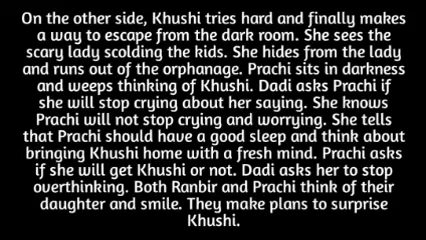 On the other side, Khushi tries hard and finally makes
a way to escape from the dark room. She sees the
scary lady scolding the kids. She hides from the lady
and runs out of the orphanage. Prachi sits in darkness
and weeps thinking of Khushi. Dadi asks Prachi if
she will stop crying about her saying. She knows
Prachi will not stop crying and worrying. She tells
that Prachi should have a good sleep and think about
bringing Khushi home with a fresh mind. Prachi asks
if she will get Khushi or not. Dadi asks her to stop
overthinking. Both Ranbir and Prachi think of their
daughter and smile. They make plans to surprise
Khushi.